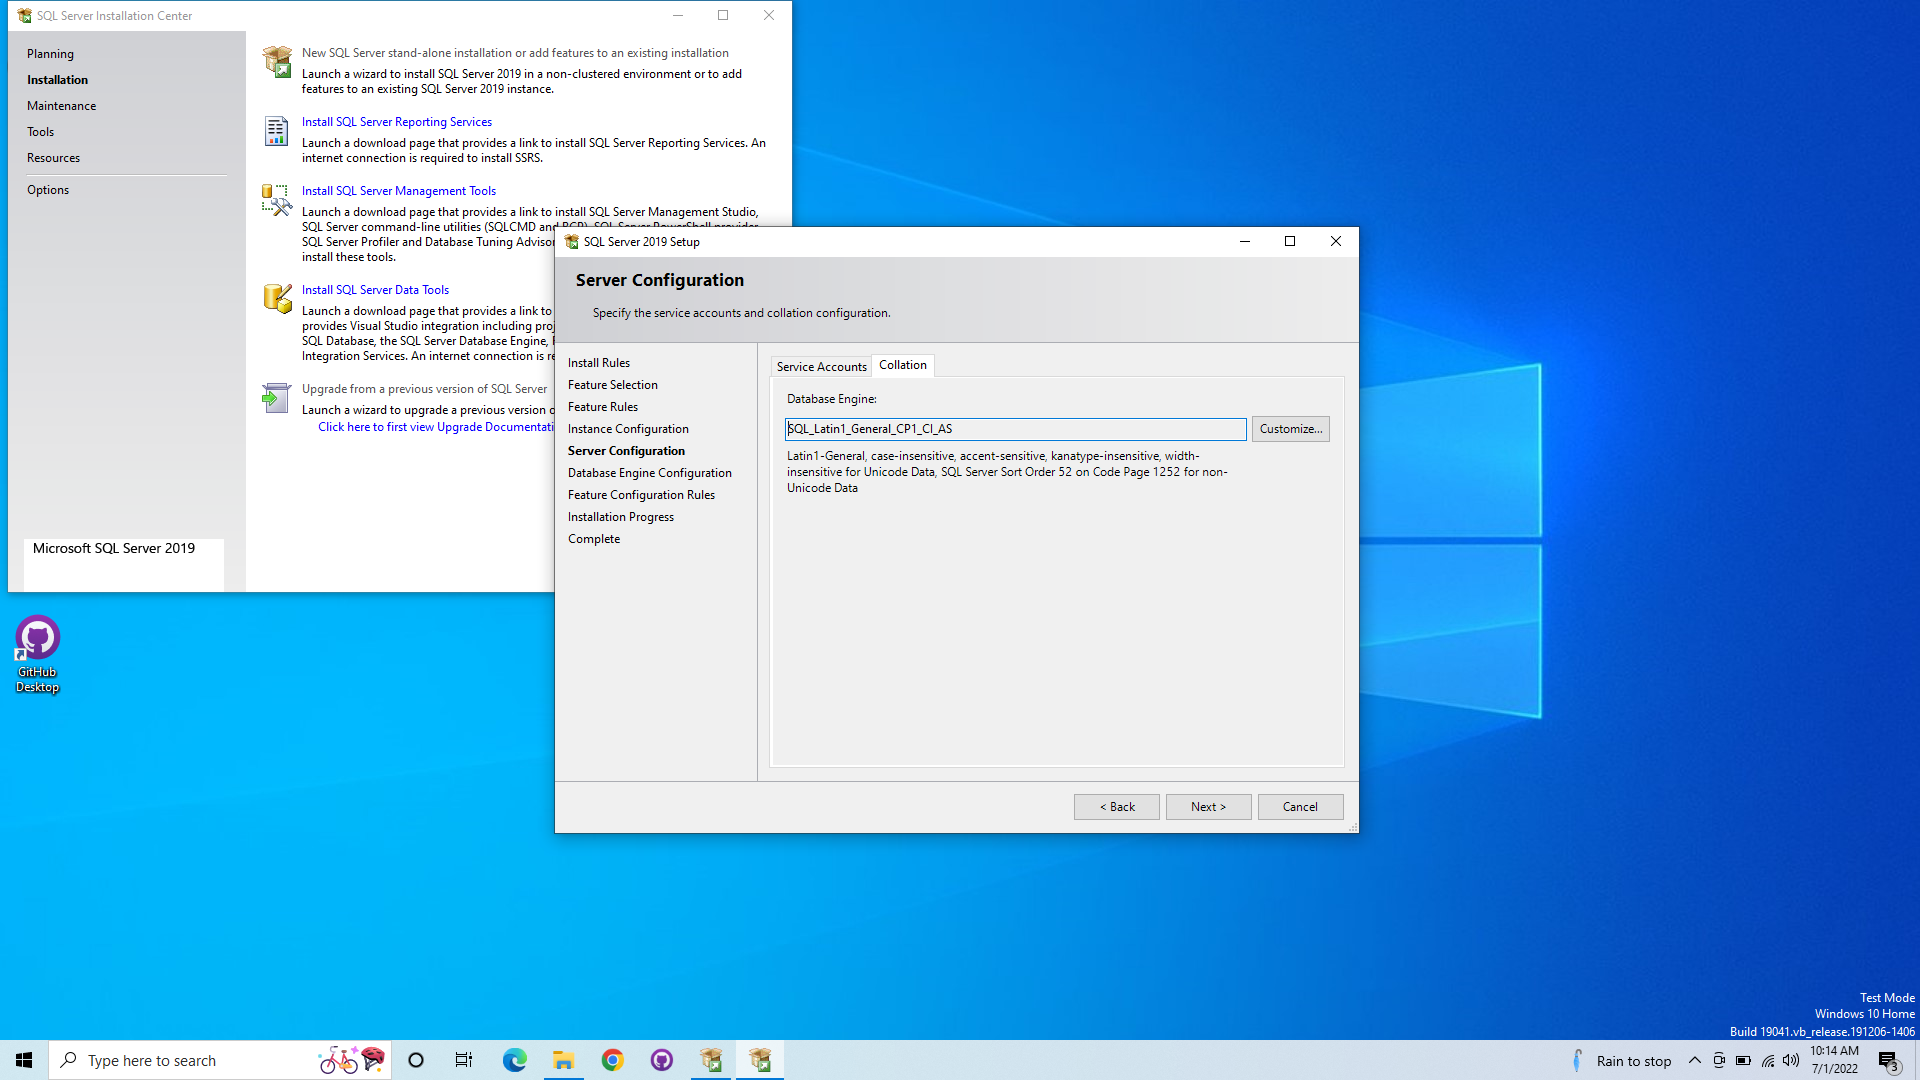 SQL Server Installation Center
Planning
Installation
Maintenance
Tools
Resources
Options
Microsoft SQL Server 2019
New SQL Server stand-alone installation or add features to an existing installation
Launch a wizard to install SQL Server 2019 in a non-clustered environment or to add
features to an existing SQL Server 2019 instance.
Install SQL Server Reporting Services
Launch a download page that provides a link to install SQL Server Reporting Services. An
internet connection is required to install SSRS.
Install SQL Server Management Tools
Launch a download page that provides a link to install SQL Server Management Studio,
SQL Server command-line utilities (SQLCMD and BCP), SQL Server PowerShell provider,
SQL Server Profiler and Database Tuning Advisor
install these tools.
Install SQL Server Data Tools
Launch a download page that provides a link to
provides Visual Studio integration including
SQL Database, the SQL Server Database Engine,
Integration Services. An internet connection is
Upgrade from a previous version of SQL Server
Launch a wizard to upgrade a previous version
Click here to first view Upgrade
SQL Server 2019 Setup
Server Configuration
Specify the service accounts and collation configuration.
Install Rules
Feature Selection
Feature Rules
Instance Configuration
Server Configuration
Database Engine Configuration
Feature Configuration Rules
Installation Progress
Complete
Service Accounts
Collation
Database Engine:
SQL_Latin1_General_CP1_CI_AS
Customize...
Latin1-General, case-insensitive, accent-sensitive, kanatype-insensitive, width-
insensitive for Unicode Data, SQL Server Sort Order 52 on Code Page 1252 for non-
Unicode Data
< Back
Next >
Cancel
GitHub
Desktop
Test Mode
Windows 10 Home
Build 19041.vb_release.191206-1406
Type here to search
Rain to stop
10:14 AM
7/1/2022
3